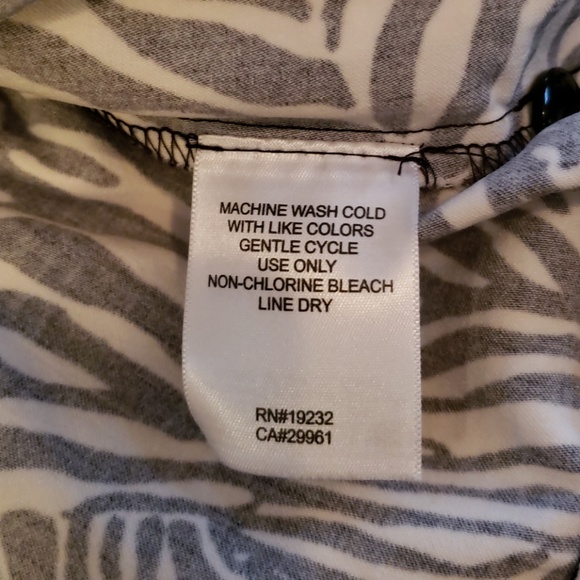 MACHINE WASH COLD
WITH LIKE COLORS
GENTLE CYCLE
USE ONLY
NON-CHLORINE BLEACH
LINE DRY
RN#19232
CA#29961